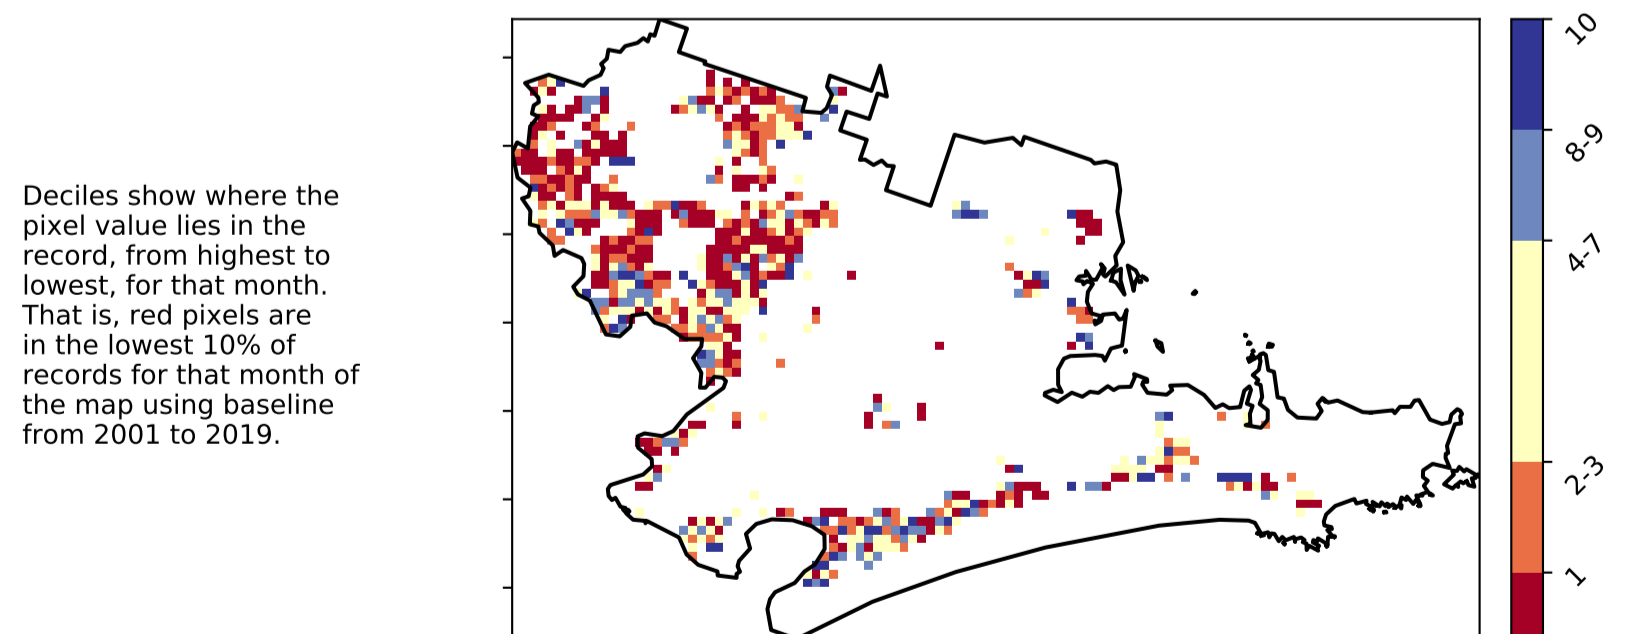 Deciles show where the
pixel value lies in the
record, from highest to
lowest, for that month.
That is, red pixels are
in the lowest 10% of
records for that month of
the map using baseline
from 2001 to 2019.
10
8-9
4-7
2-3
1